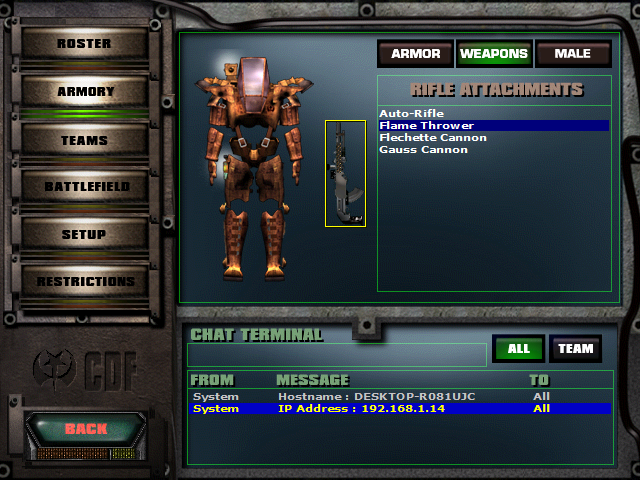 ROSTER
ARMORY
TEAMS
BATTLEFIELD
SETUP
RESTRICTIONS
CDF
BACK
ARMOR WEAPONS MALE
RIFLE ATTACHMENTS
Auto-Rifle
Flame Thrower
Flechette Cannon
Gauss Cannon
CHAT TERMINAL
ALL TEAM
FROM MESSAGE TO
System Hostname : DESKTOP-R081UJC All
System IP Address : 192.168.1.14 All